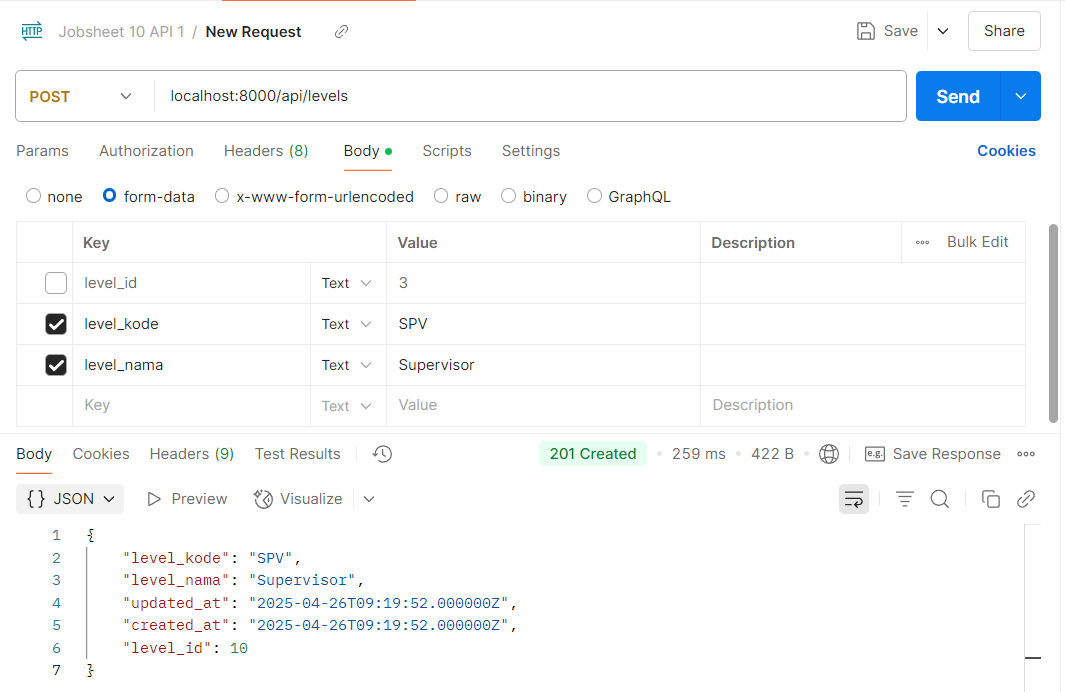 HTTP Jobsheet 10 API 1 / New Request Save Share
POST localhost:8000/api/levels Send
Params Authorization Headers (8) Body Scripts Settings Cookies
none form-data x-www-form-urlencoded raw binary GraphQL
Key Value Description Bulk Edit
level_id Text 3
level_kode Text SPV
level_nama Text Supervisor
Key Text Value Description
Body Cookies Headers (9) Test Results 201 Created 259 ms 422 B e.g. Save Response
{} JSON Preview Visualize
1 {
2 "level_kode": "SPV",
3 "level_nama": "Supervisor",
4 "updated_at": "2025-04-26T09:19:52.000000Z",
5 "created_at": "2025-04-26T09:19:52.000000Z",
6 "level_id": 10
7 }